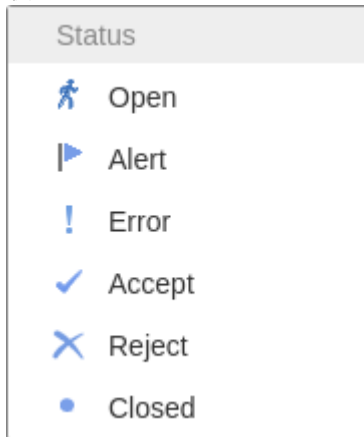 Status
Open
Alert
Error
Accept
Reject
Closed